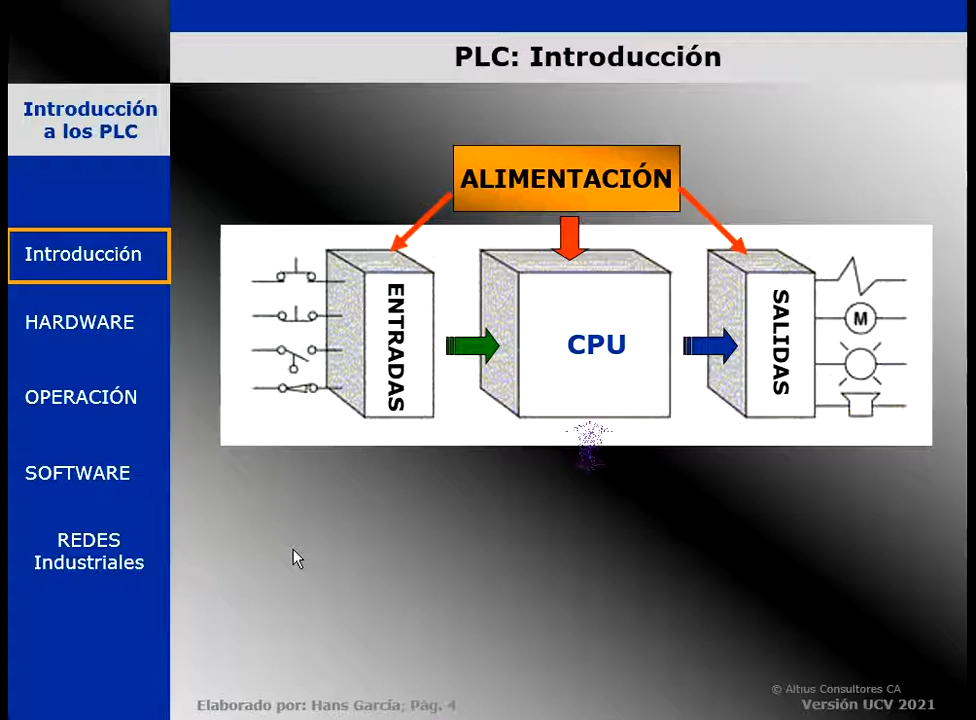 PLC: Introducción
Introducción
a los PLC
Introducción
HARDWARE
OPERACIÓN
SOFTWARE
REDES
Industriales
ALIMENTACIÓN
ENTRADAS
CPU
SALIDAS
M
Elaborado por: Hans García; Pág. 4
© Altius Consultores CA
Versión UCV 2021